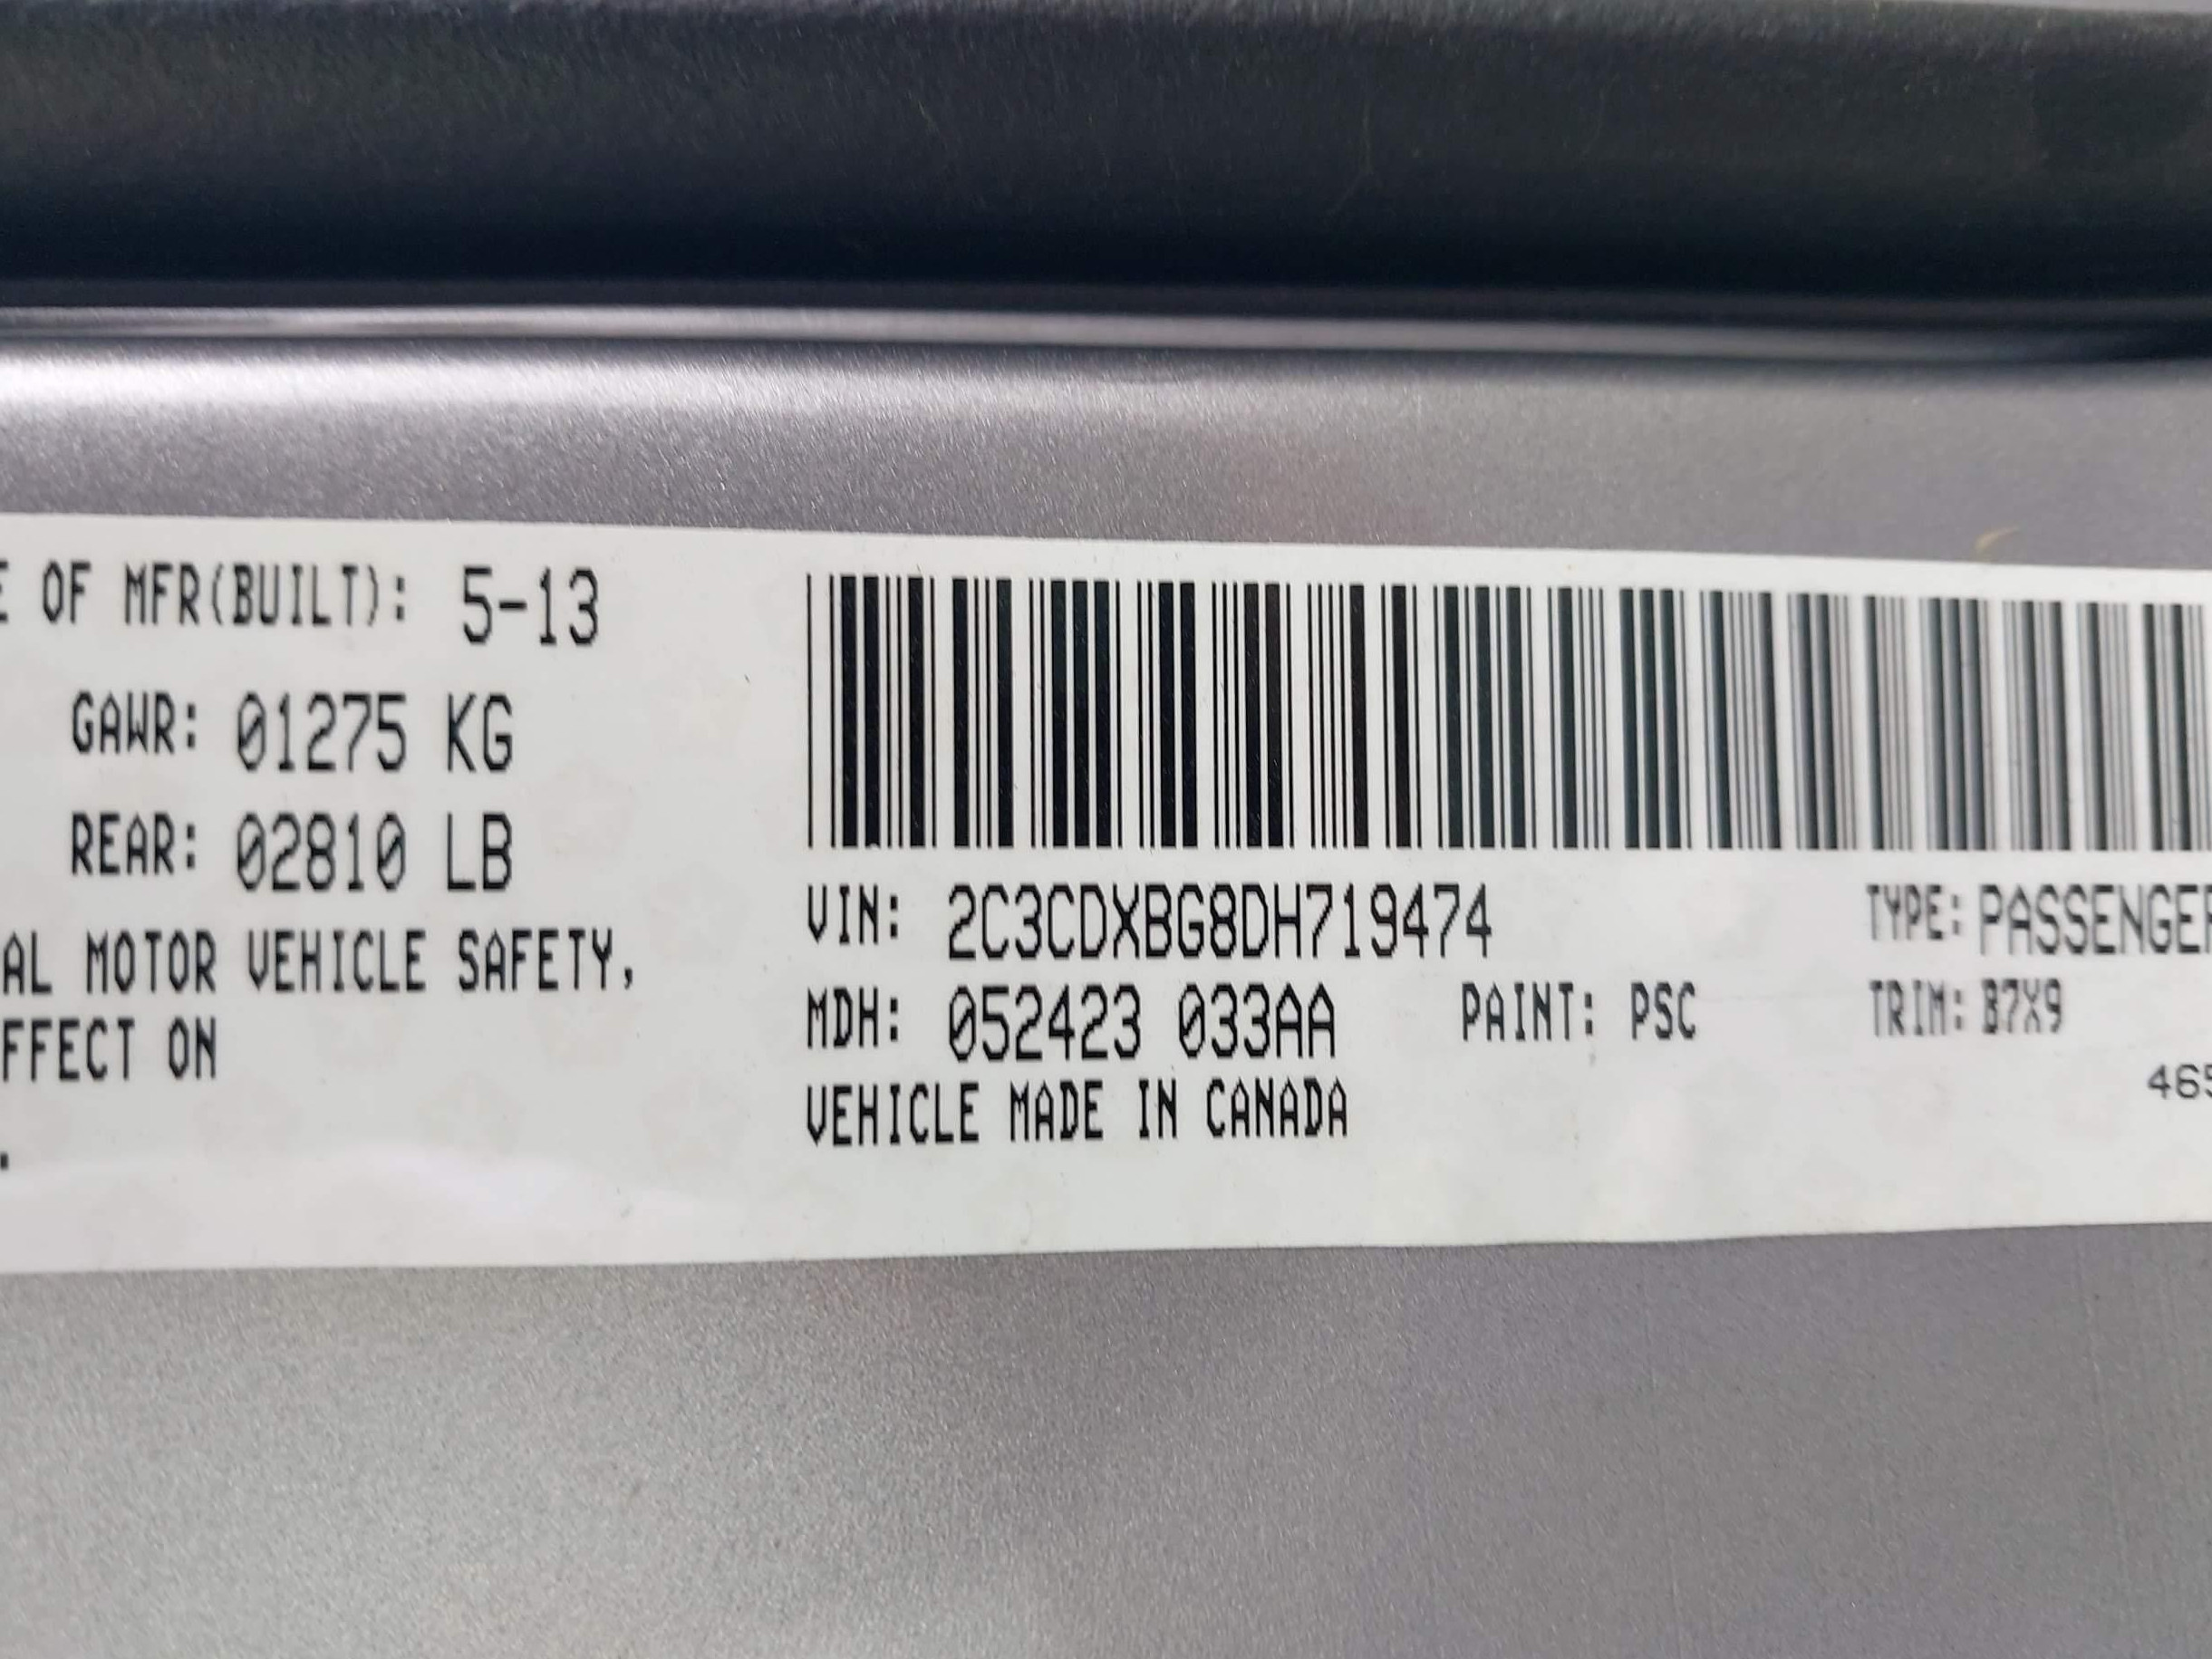 E OF MFR(BUILT): 5-13
GAWR: 01275 KG
REAR: 02810 LB
AL MOTOR VEHICLE SAFETY,
FFECT ON
.
VIN: 2C3CDXBG8DH719474
TYPE: PASSENGER
MDH: 052423 033AA
PAINT: PSC
TRIM: B7X9
VEHICLE MADE IN CANADA
465